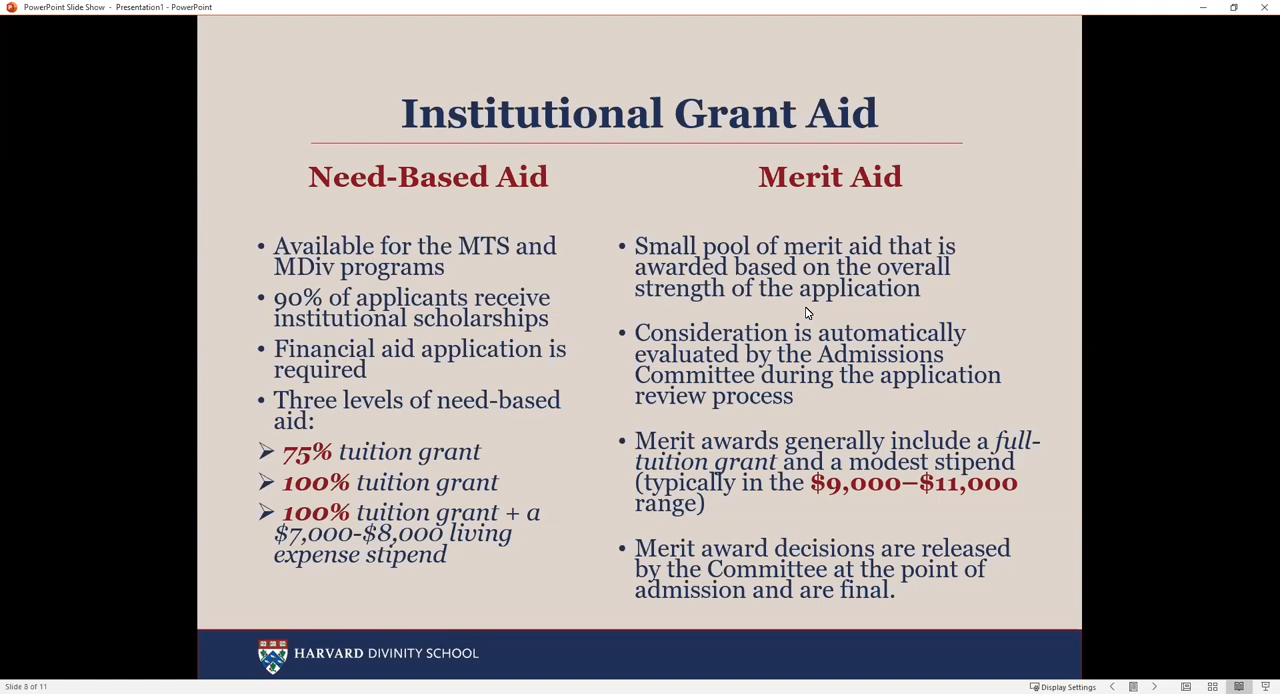 PowerPoint Slide Show - Presentation1 - PowerPoint
Institutional Grant Aid
Need-Based Aid
• Available for the MTS and
MDiv programs
• 90% of applicants receive
institutional scholarships
• Financial aid application is
required
• Three levels of need-based
aid:
➢ 75% tuition grant
➢ 100% tuition grant
➢ 100% tuition grant + a
$7,000-$8,000 living
expense stipend
Merit Aid
• Small pool of merit aid that is
awarded based on the overall
strength of the application
• Consideration is automatically
evaluated by the Admissions
Committee during the application
review process
• Merit awards generally include a full-
tuition grant and a modest stipend
(typically in the $9,000–$11,000
range)
• Merit award decisions are released
by the Committee at the point of
admission and are final.
HARVARD DIVINITY SCHOOL
Slide 8 of 11
Display Settings